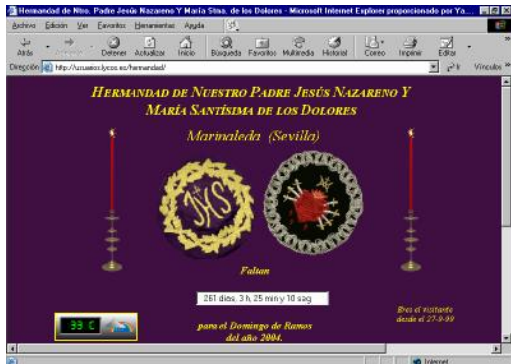 Hermandad de Ntro. Padre Jesús Nazareno Y María Stma. de los Dolores - Microsoft Internet Explorer proporcionado por Ya...
Archivo Edición Ver Favoritos Herramientas Ayuda
Atrás Detener Actualizar Inicio Búsqueda Favoritos Multimedia Historial Correo Imprimir Editar
Dirección http://usuarios.lycos.es/hermandad/ Ir Vínculos »
HERMANDAD DE NUESTRO PADRE JESÚS NAZARENO Y
MARÍA SANTÍSIMA DE LOS DOLORES
Marinaleda (Sevilla)
JHS
Faltan
261 dias, 3 h, 25 min y 10 seg
Eres el visitante
desde el 27-9-99
33 C
para el Domingo de Ramos
del año 2004.
Internet